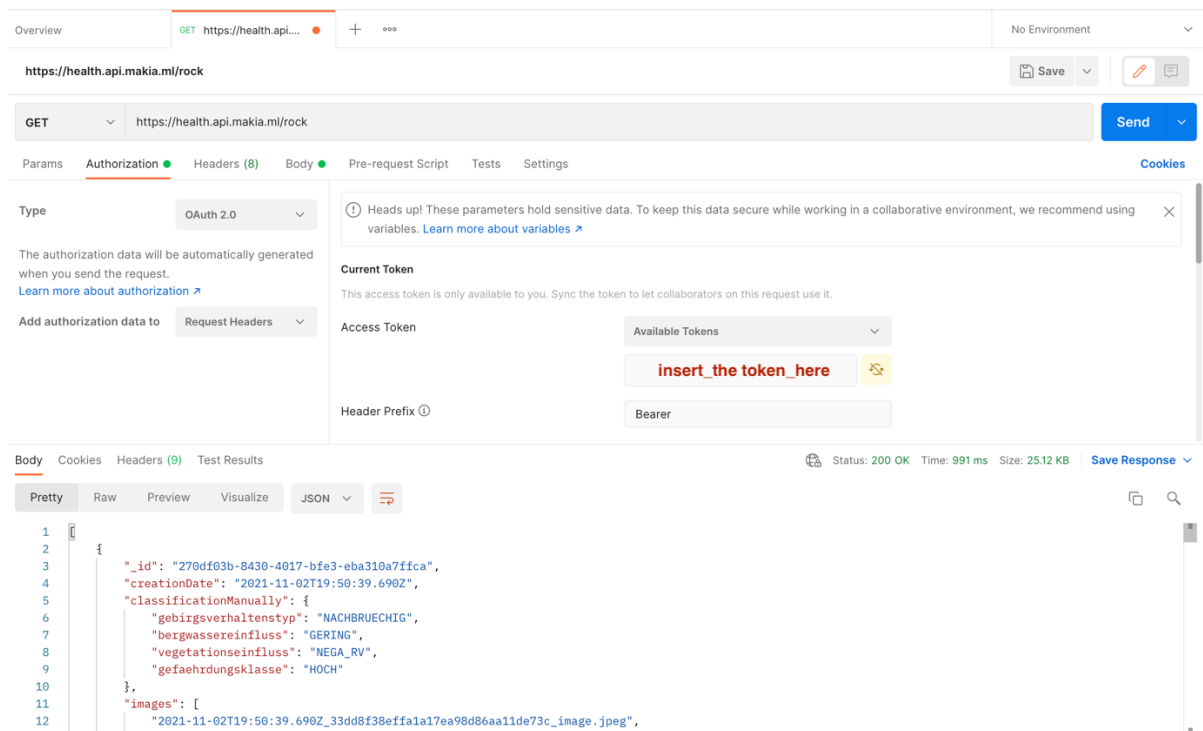 Overview GET https://health.api.... No Environment
https://health.api.makia.ml/rock Save
GET https://health.api.makia.ml/rock Send
Params Authorization Headers (8) Body Pre-request Script Tests Settings Cookies
Type OAuth 2.0
Heads up! These parameters hold sensitive data. To keep this data secure while working in a collaborative environment, we recommend using
variables. Learn more about variables ↗
The authorization data will be automatically generated
when you send the request.
Learn more about authorization ↗
Add authorization data to Request Headers
Current Token
This access token is only available to you. Sync the token to let collaborators on this request use it.
Access Token Available Tokens
insert_the token_here
Header Prefix Bearer
Body Cookies Headers (9) Test Results Status: 200 OK Time: 991 ms Size: 25.12 KB Save Response
Pretty Raw Preview Visualize JSON
1 [
2 {
3 "_id": "270df03b-8430-4017-bfe3-eba310a7ffca",
4 "creationDate": "2021-11-02T19:50:39.690Z",
5 "classificationManually": {
6 "gebirgsverhaltenstyp": "NACHBRUECHIG",
7 "bergwassereinfluss": "GERING",
8 "vegetationseinfluss": "NEGA_RV",
9 "gefaehrdungsklasse": "HOCH"
10 },
11 "images": [
12 "2021-11-02T19:50:39.690Z_33dd8f38effa1a17ea98d86aa11de73c_image.jpeg",